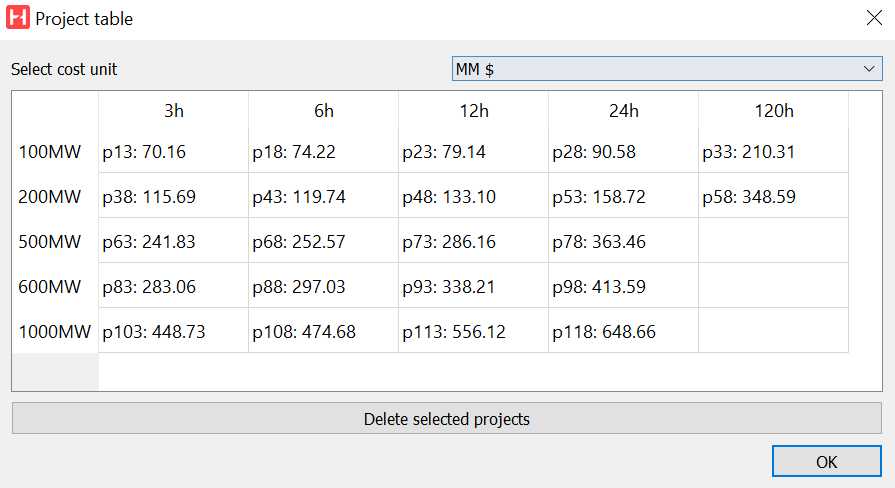 Project table
Select cost unit MM $
3h 6h 12h 24h 120h
100MW p13: 70.16 p18: 74.22 p23: 79.14 p28: 90.58 p33: 210.31
200MW p38: 115.69 p43: 119.74 p48: 133.10 p53: 158.72 p58: 348.59
500MW p63: 241.83 p68: 252.57 p73: 286.16 p78: 363.46
600MW p83: 283.06 p88: 297.03 p93: 338.21 p98: 413.59
1000MW p103: 448.73 p108: 474.68 p113: 556.12 p118: 648.66
Delete selected projects
OK